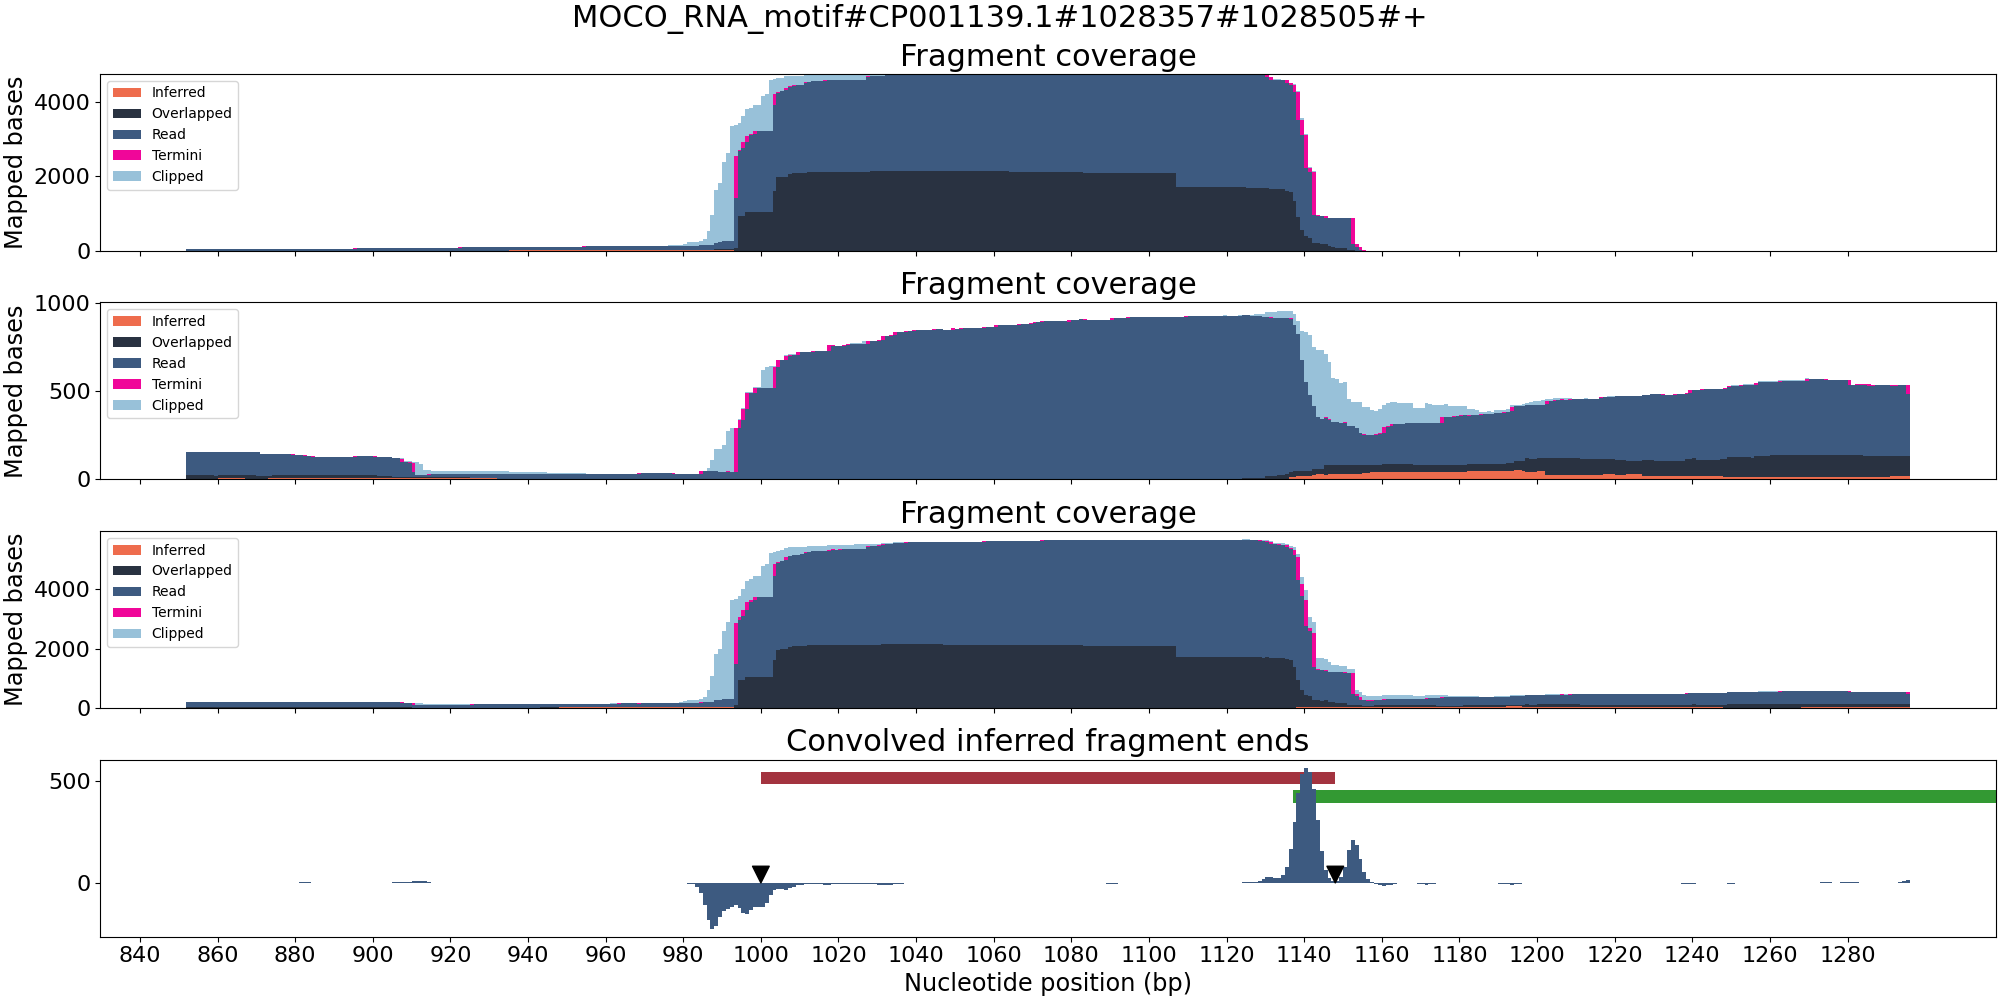 MOCO_RNA_motif#CP001139.1#1028357#1028505#+
Fragment coverage
Mapped bases
4000
2000
0
Inferred
Overlapped
Read
Termini
Clipped
Fragment coverage
Mapped bases
1000
500
0
Inferred
Overlapped
Read
Termini
Clipped
Fragment coverage
Mapped bases
4000
2000
0
Inferred
Overlapped
Read
Termini
Clipped
Convolved inferred fragment ends
500
0
840 860 880 900 920 940 960 980 1000 1020 1040 1060 1080 1100 1120 1140 1160 1180 1200 1220 1240 1260 1280
Nucleotide position (bp)